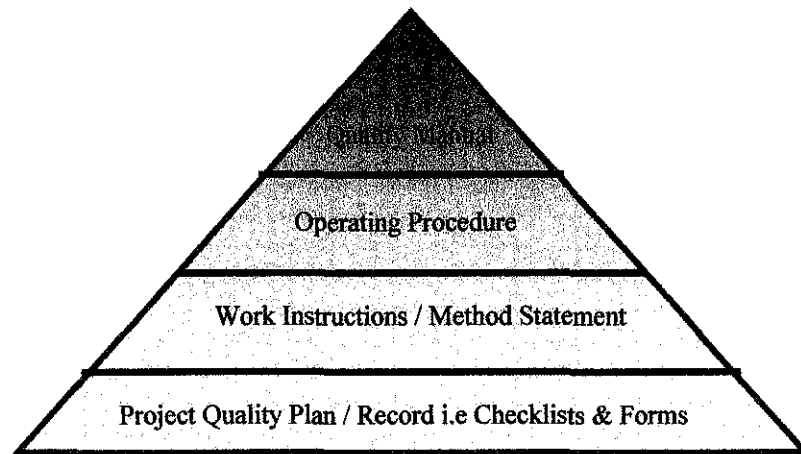 Quality Manual
Operating Procedure
Work Instructions / Method Statement
Project Quality Plan / Record i.e Checklists & Forms